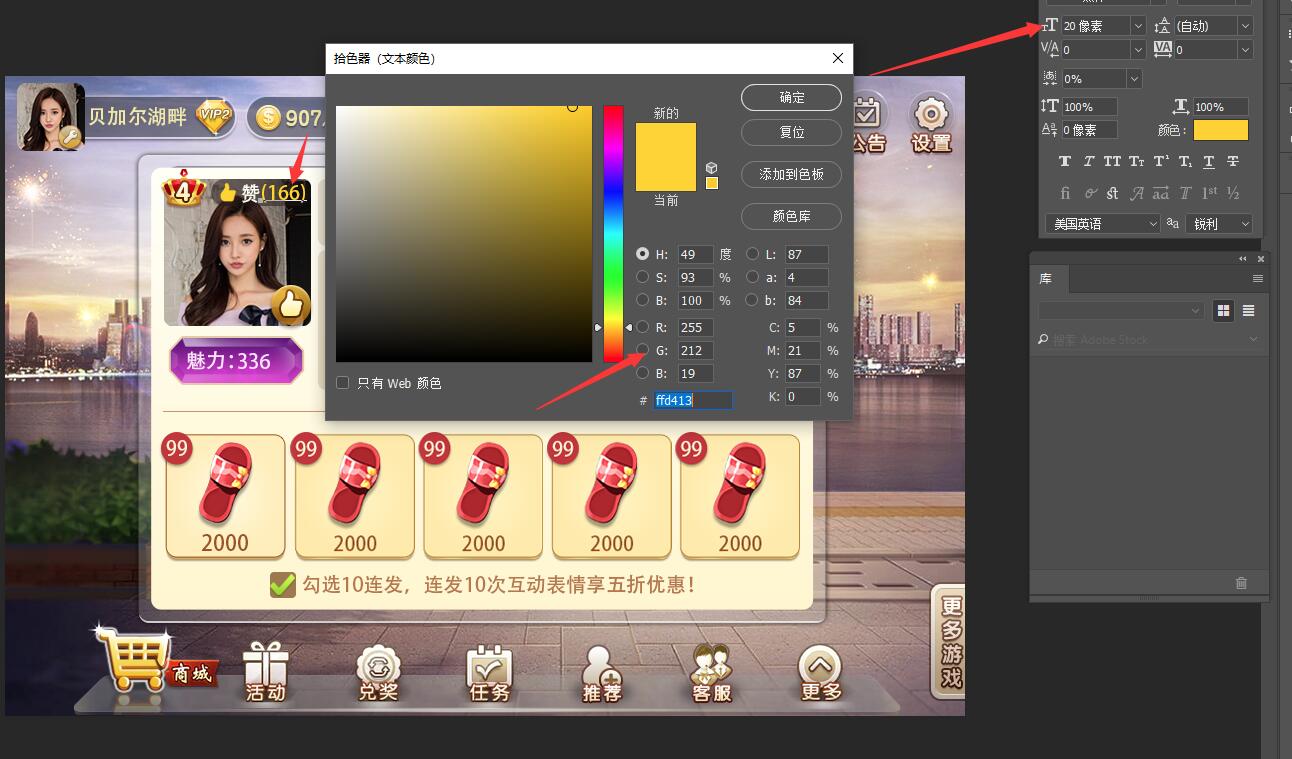 20 像素
(自动)
0
0
0%
100%
100%
0 像素
颜色:
T T TT Tt T¹ T₁ T T
fi st A aa T 1st ½
美国英语
aa
锐利
库
搜索 Adobe Stock
拾色器 (文本颜色)
新的
当前
确定
复位
添加到色板
颜色库
H: 49 度
S: 93 %
B: 100 %
R: 255
G: 212
B: 19
L: 87
a: 4
b: 84
C: 5 %
M: 21 %
Y: 87 %
K: 0 %
只有 Web 颜色
# ffd413
贝加尔湖畔
VIP2
907
公告
设置
4
赞(166)
魅力:336
99
99
99
99
99
2000
2000
2000
2000
2000
勾选10连发，连发10次互动表情享五折优惠!
更多游戏
商城
活动
兑奖
任务
推荐
客服
更多